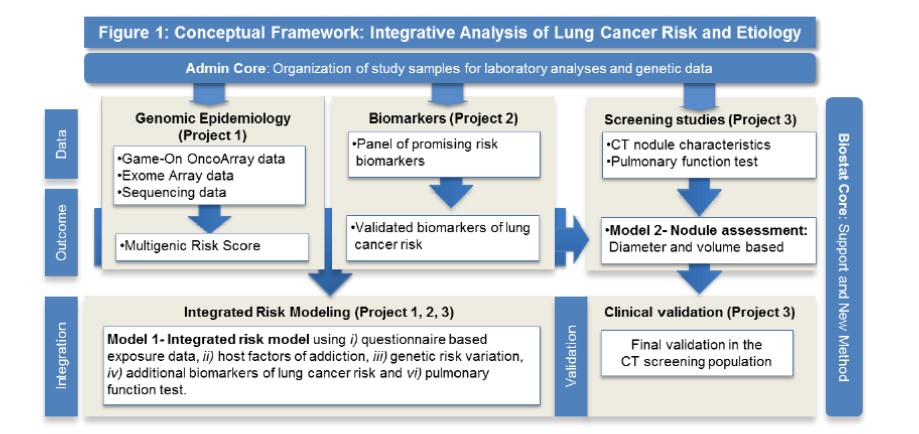 Figure 1: Conceptual Framework: Integrative Analysis of Lung Cancer Risk and Etiology
Admin Core: Organization of study samples for laboratory analyses and genetic data
Data
Genomic Epidemiology
(Project 1)
•Game-On OncoArray data
•Exome Array data
•Sequencing data
Biomarkers (Project 2)
•Panel of promising risk
biomarkers
Screening studies (Project 3)
•CT nodule characteristics
•Pulmonary function test
Outcome
•Multigenic Risk Score
•Validated biomarkers of lung
cancer risk
•Model 2- Nodule assessment:
Diameter and volume based
Integration
Integrated Risk Modeling (Project 1, 2, 3)
Model 1- Integrated risk model using i) questionnaire based
exposure data, ii) host factors of addiction, iii) genetic risk variation,
iv) additional biomarkers of lung cancer risk and vi) pulmonary
function test.
Validation
Clinical validation (Project 3)
Final validation in the
CT screening population
Biostat Core: Support and New Method